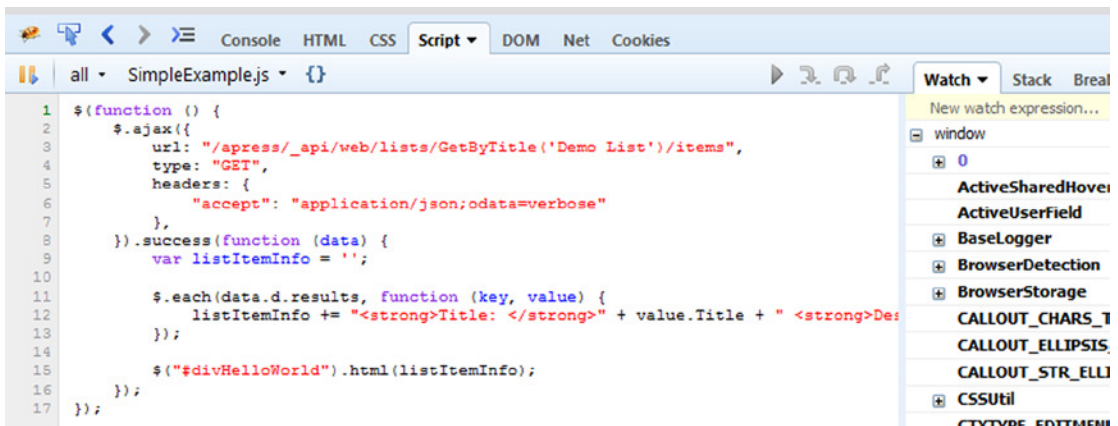 Console HTML CSS Script DOM Net Cookies
all SimpleExample.js {}
1 $(function () {
2 $.ajax({
3 url: "/apress/_api/web/lists/GetByTitle('Demo List')/items",
4 type: "GET",
5 headers: {
6 "accept": "application/json;odata=verbose"
7 },
8 }).success(function (data) {
9 var listItemInfo = '';
10
11 $.each(data.d.results, function (key, value) {
12 listItemInfo += "<strong>Title: </strong>" + value.Title + " <strong>Des
13 });
14
15 $("#divHelloWorld").html(listItemInfo);
16 });
17 });
Watch Stack Breal
New watch expression...
window
0
ActiveSharedHover
ActiveUserField
BaseLogger
BrowserDetection
BrowserStorage
CALLOUT_CHARS_T
CALLOUT_ELLIPSIS_
CALLOUT_STR_ELLI
CSSUtil